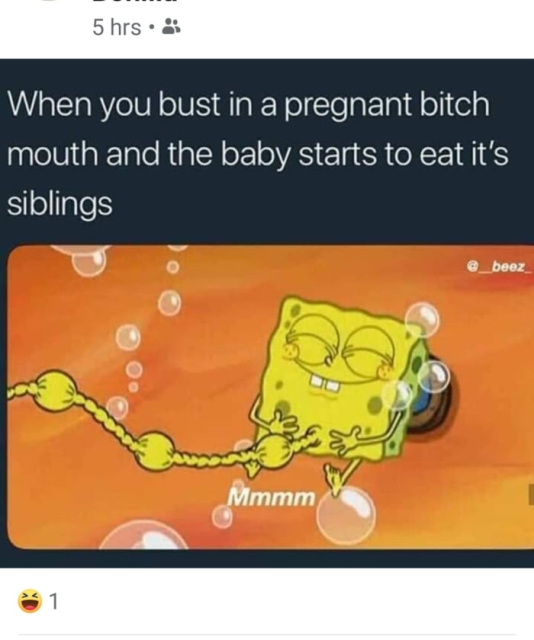 5 hrs •
When you bust in a pregnant bitch
mouth and the baby starts to eat it's
siblings
@__beez_
Mmmm
1